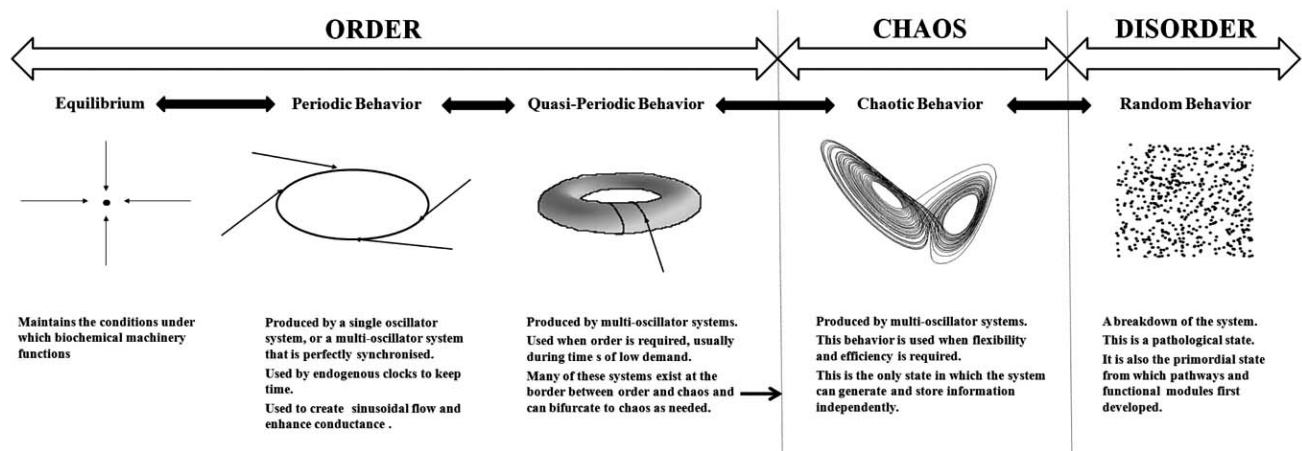 ORDER
CHAOS
DISORDER
Equilibrium
Periodic Behavior
Quasi-Periodic Behavior
Chaotic Behavior
Random Behavior
Maintains the conditions under
which biochemical machinery
functions
Produced by a single oscillator
system, or a multi-oscillator system
that is perfectly synchronised.
Used by endogenous clocks to keep
time.
Used to create sinusoidal flow and
enhance conductance .
Produced by multi-oscillator systems.
Used when order is required, usually
during time s of low demand.
Many of these systems exist at the
border between order and chaos and
can bifurcate to chaos as needed.
Produced by multi-oscillator systems.
This behavior is used when flexibility
and efficiency is required.
This is the only state in which the system
can generate and store information
independently.
A breakdown of the system.
This is a pathological state.
It is also the primordial state
from which pathways and
functional modules first
developed.